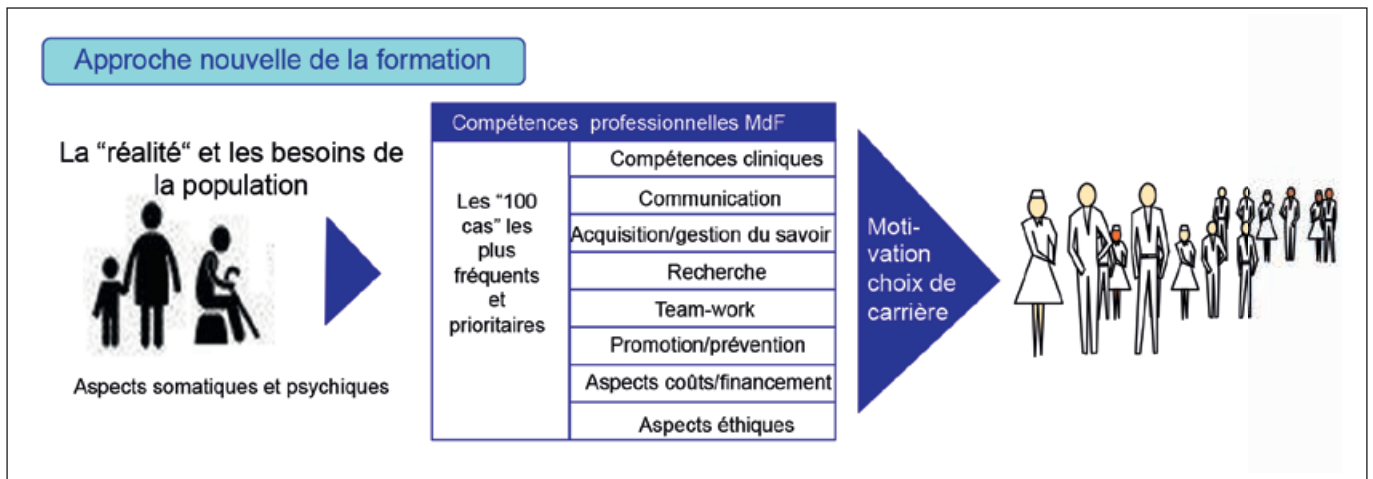 Approche nouvelle de la formation
La “réalité“ et les besoins de
la population
Aspects somatiques et psychiques
Compétences professionnelles MdF
Les “100
cas” les
plus
fréquents
et
prioritaires
Compétences cliniques
Communication
Acquisition/gestion du savoir
Recherche
Team-work
Promotion/prévention
Aspects coûts/financement
Aspects éthiques
Moti-
vation
choix de
carrière